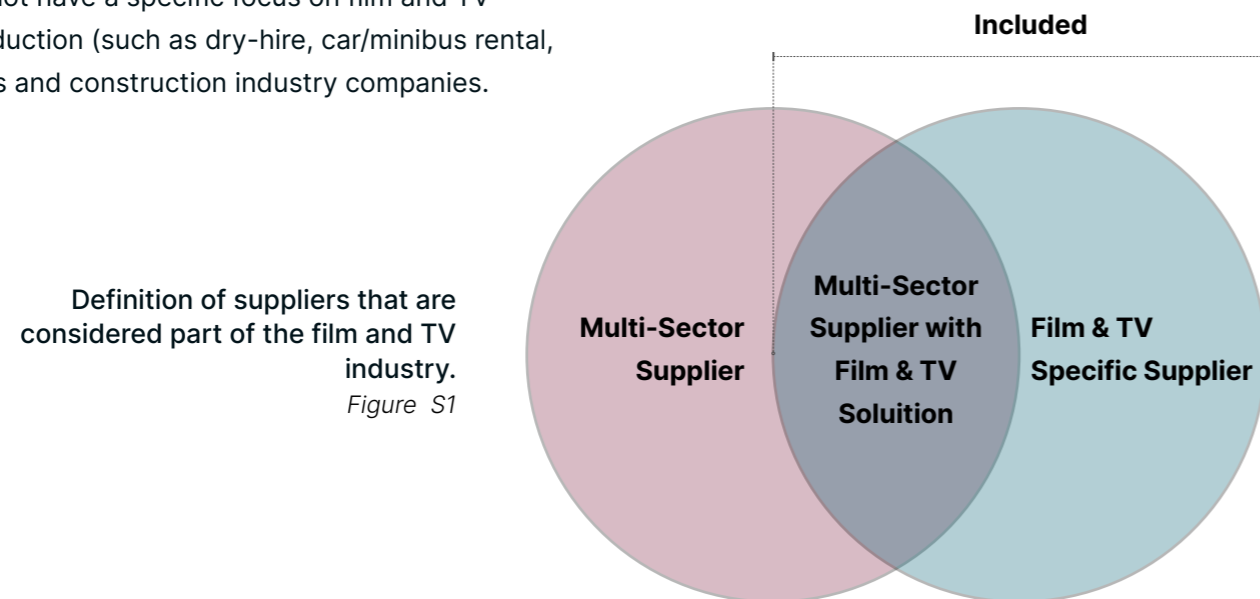 not have a specific focus on film and TV
duction (such as dry-hire, car/minibus rental,
s and construction industry companies.
Included
Definition of suppliers that are
considered part of the film and TV
industry.
Figure S1
Multi-Sector
Supplier
Multi-Sector
Supplier with
Film & TV
Soluition
Film & TV
Specific Supplier